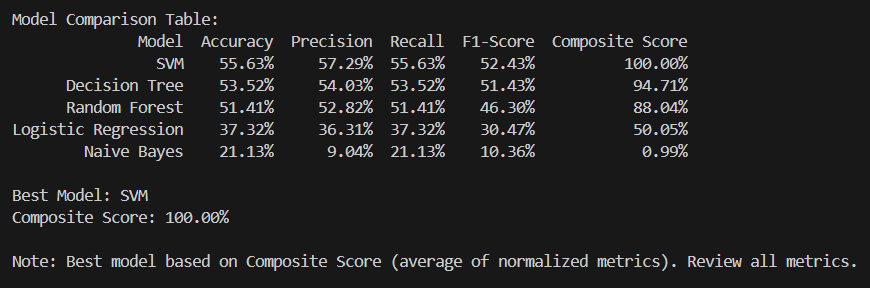 Model Comparison Table:
Model Accuracy Precision Recall F1-Score Composite Score
SVM 55.63% 57.29% 55.63% 52.43% 100.00%
Decision Tree 53.52% 54.03% 53.52% 51.43% 94.71%
Random Forest 51.41% 52.82% 51.41% 46.30% 88.04%
Logistic Regression 37.32% 36.31% 37.32% 30.47% 50.05%
Naive Bayes 21.13% 9.04% 21.13% 10.36% 0.99%
Best Model: SVM
Composite Score: 100.00%
Note: Best model based on Composite Score (average of normalized metrics). Review all metrics.